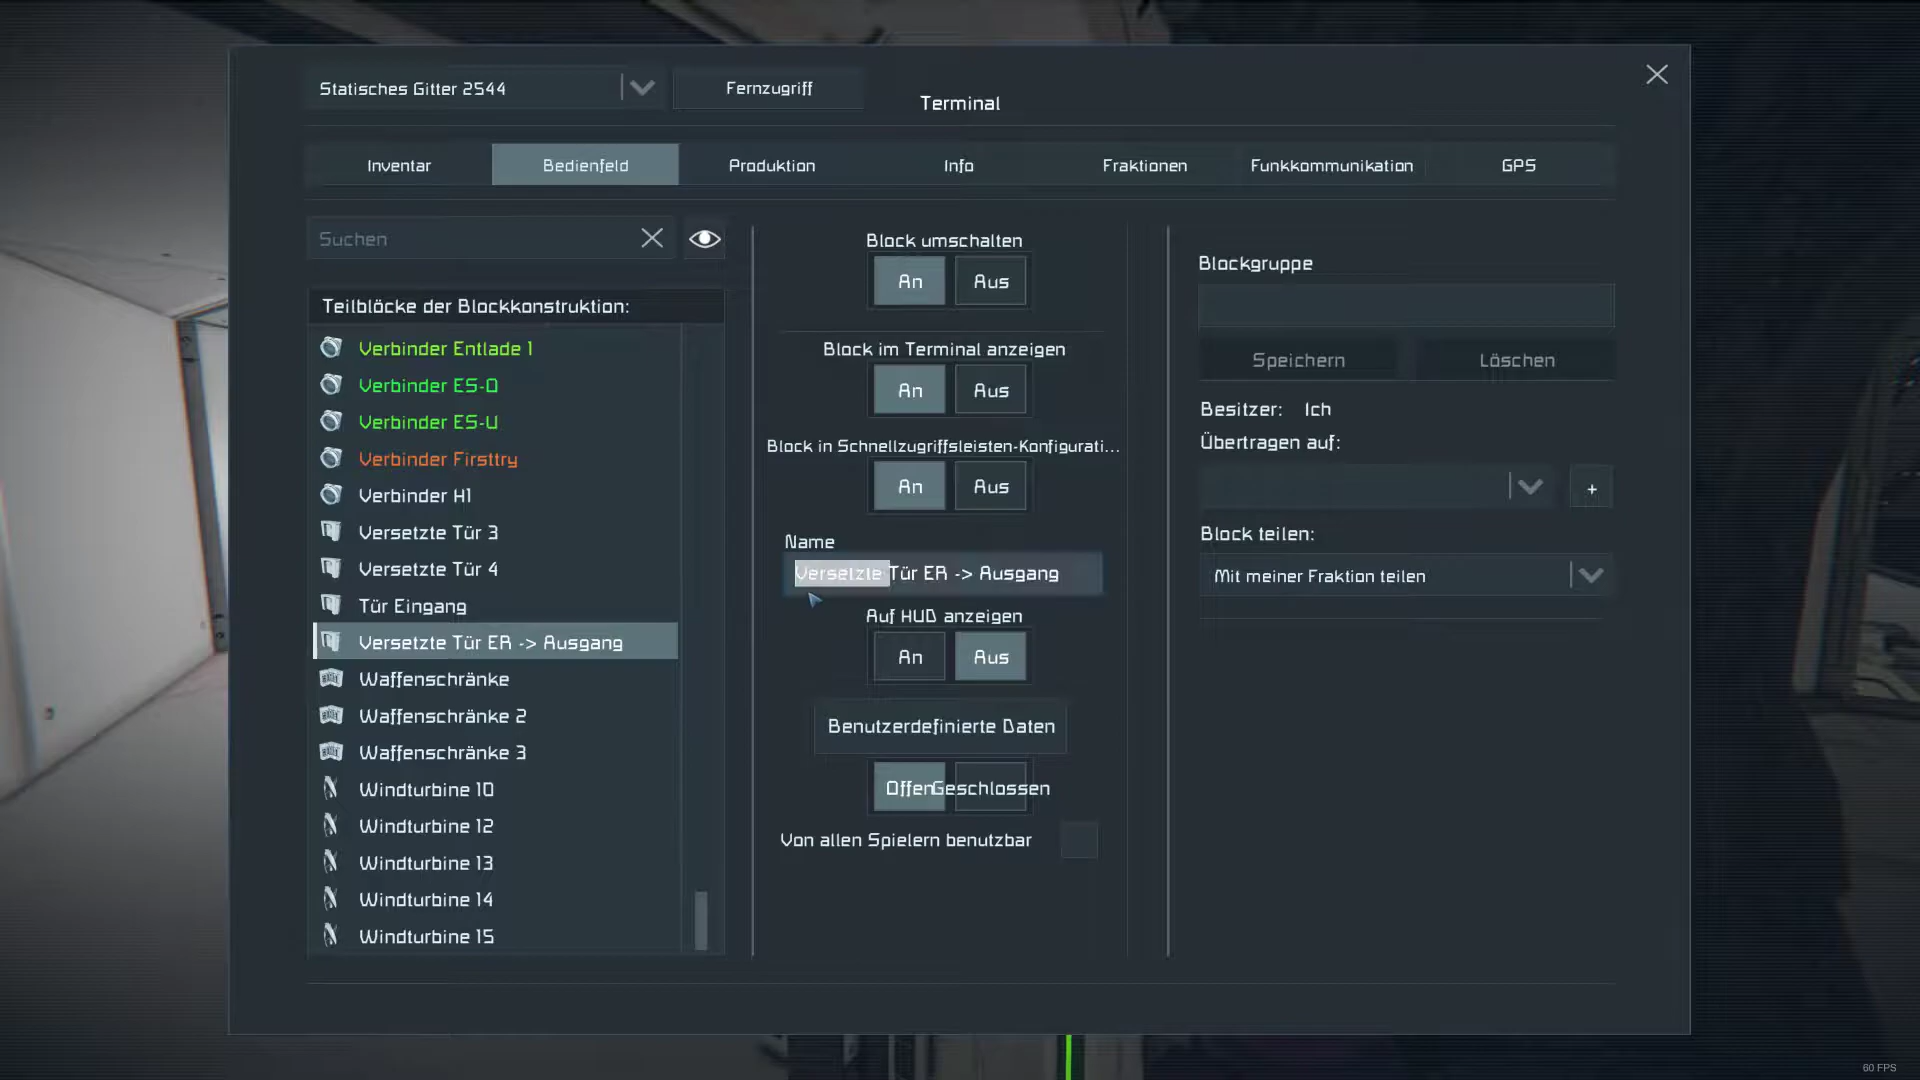 Statisches Gitter 2544
Fernzugriff
Terminal
Inventar
Bedienfeld
Produktion
Info
Fraktionen
Funkkommunikation
GPS
Suchen
Teilblöcke der Blockkonstruktion:
Verbinder Entlade 1
Verbinder ES-O
Verbinder ES-U
Verbinder Firsttry
Verbinder H1
Versetzte Tür 3
Versetzte Tür 4
Tür Eingang
Versetzte Tür ER -> Ausgang
Waffenschränke
Waffenschränke 2
Waffenschränke 3
Windturbine 10
Windturbine 12
Windturbine 13
Windturbine 14
Windturbine 15
Block umschalten
An Aus
Block im Terminal anzeigen
An Aus
Block in Schnellzugriffsleisten-Konfigurati...
An Aus
Name
Versetzte Tür ER -> Ausgang
Auf HUD anzeigen
An Aus
Benutzerdefinierte Daten
Offen Geschlossen
Von allen Spielern benutzbar
Blockgruppe
Speichern
Löschen
Besitzer: Ich
Übertragen auf:
+
Block teilen:
Mit meiner Fraktion teilen
60 FPS